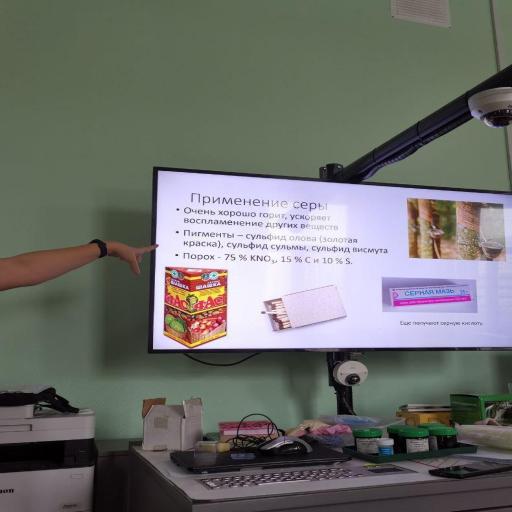 Применение серы
• Очень хорошо горит, ускоряет
воспламенение других веществ
• Пигменты – сульфид олова (золотая
краска), сульфид сурьмы, сульфид висмута
• Порох - 75 % KNO₃, 15 % C и 10 % S.
ШАШКА
СЕРНАЯ МАЗЬ
Еще получают серную кислоту